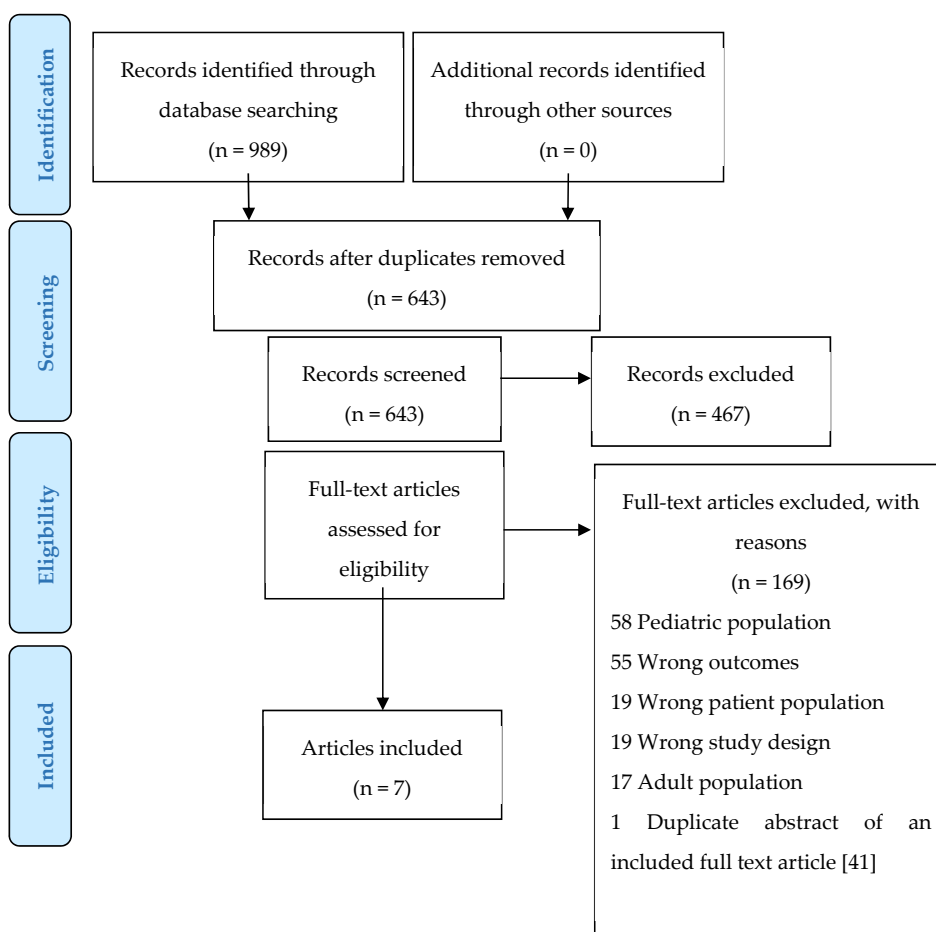 Identification
Records identified through
database searching
(n = 989)
Additional records identified
through other sources
(n = 0)
Screening
Records after duplicates removed
(n = 643)
Records screened
(n = 643)
Records excluded
(n = 467)
Eligibility
Full-text articles
assessed for
eligibility
Full-text articles excluded, with
reasons
(n = 169)
58 Pediatric population
55 Wrong outcomes
19 Wrong patient population
19 Wrong study design
17 Adult population
1 Duplicate abstract of an
included full text article [41]
Included
Articles included
(n = 7)